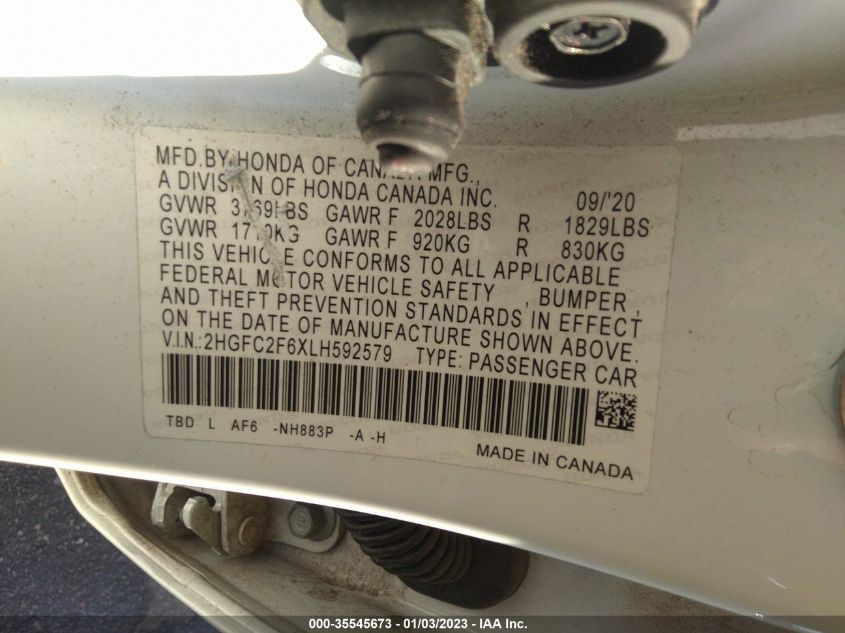 MFD.BY HONDA OF MFG.,
A DIVISION OF HONDA CANADA INC. 09/'20
GVWR GAWR F 2028LBS R 1829LBS
GVWR GAWR F 920KG R 830KG
THIS VEHICLE CONFORMS TO ALL APPLICABLE
FEDERAL MOTOR VEHICLE SAFETY , BUMPER ,
AND THEFT PREVENTION STANDARDS IN EFFECT
ON THE DATE OF MANUFACTURE SHOWN ABOVE.
V.I.N.:2HGFC2F6XLH592579 TYPE: PASSENGER CAR
TBD L AF6 -NH883P -A -H
MADE IN CANADA
000-35545673 - 01/03/2023 - IAA Inc.